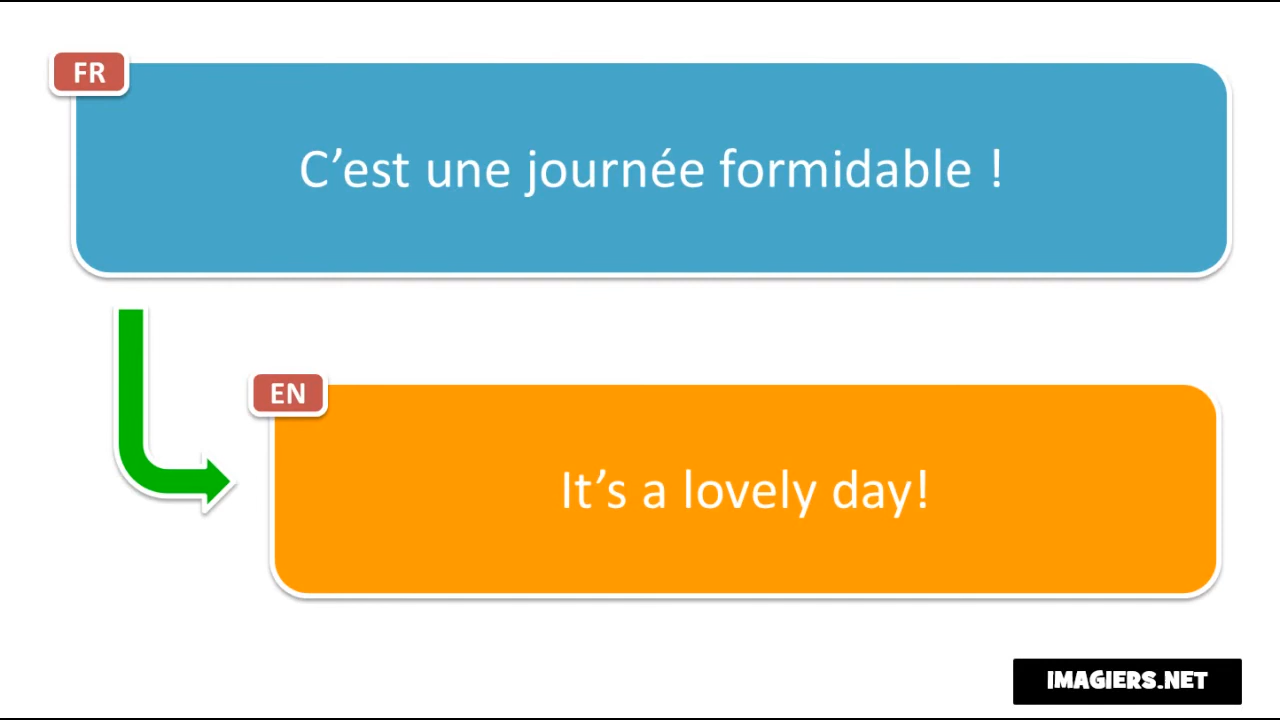 FR
C’est une journée formidable !
EN
It’s a lovely day!
IMAGIERS.NET